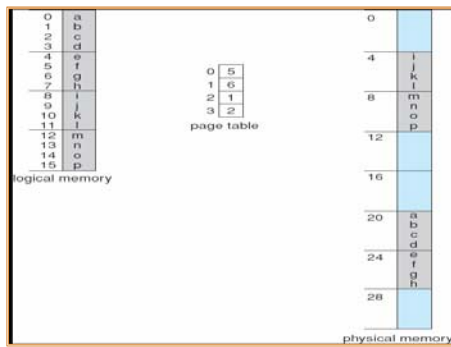 0 a
1 b
2 c
3 d
4 e
5 f
6 g
7 h
8 i
9 j
10 k
11 l
12 m
13 n
14 o
15 p
logical memory
0 5
1 6
2 1
3 2
page table
0
4 i
j
k
l
8 m
n
o
p
12
16
20 a
b
c
d
24 e
f
g
h
28
physical memory